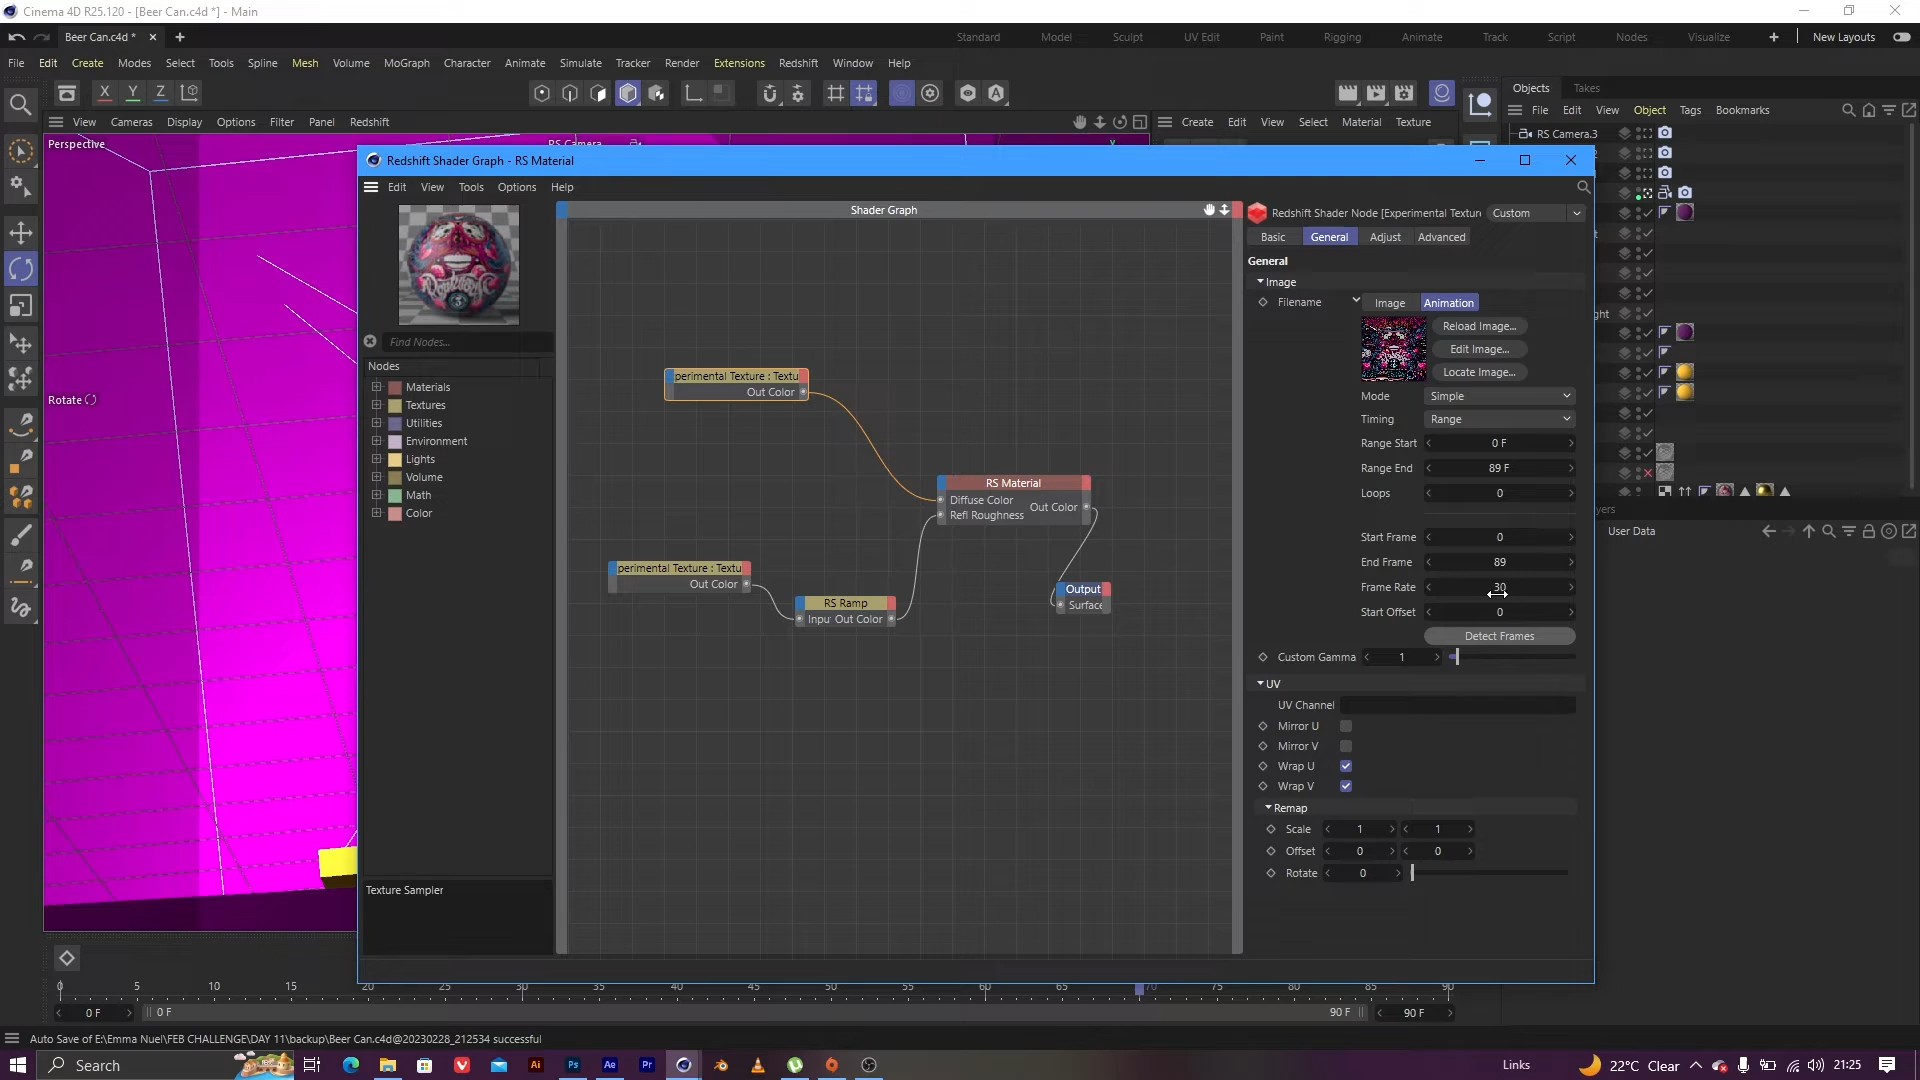 Cinema 4D R25.120 - [Beer Can.c4d *] - Main
Beer Can.c4d *
Standard Model Sculpt UV Edit Paint Rigging Animate Track Script Nodes Visualize New Layouts
File Edit Create Modes Select Tools Spline Mesh Volume MoGraph Character Animate Simulate Tracker Render Extensions Redshift Window Help
X Y Z
Objects Takes
View Cameras Display Options Filter Panel Redshift
Create Edit View Select Material Texture
File Edit View Object Tags Bookmarks
Perspective
RS Camera
RS Camera.3
Redshift Shader Graph - RS Material
Edit View Tools Options Help
Shader Graph
Redshift Shader Node [Experimental Texture
Custom
Basic General Adjust Advanced
General
Image
Filename Image Animation
Reload Image...
Edit Image...
Locate Image...
Find Nodes...
Nodes
Materials
Textures
Utilities
Environment
Lights
Volume
Math
Color
Rotate
perimental Texture : Textu
Out Color
RS Material
Diffuse Color
Out Color
Refl Roughness
perimental Texture : Textu
Out Color
RS Ramp
Inpu Out Color
Output
Surface
Mode Simple
Timing Range
Range Start 0 F
Range End 89 F
Loops 0
Start Frame 0
End Frame 89
Frame Rate 30
Start Offset 0
Detect Frames
Custom Gamma 1
UV
UV Channel
Mirror U
Mirror V
Wrap U
Wrap V
Remap
Scale 1 1
Offset 0 0
Rotate 0
ght
yers
User Data
Texture Sampler
0 5 10 15 20 25 30 35 40 45 50 55 60 65 70 75 80 85 90
0 F 0 F 90 F 90 F
Auto Save of E:\Emma Nuel\FEB CHALLENGE\DAY 11\backup\Beer Can.c4d@20230228_212534 successful
Search
Ai Ps Ae Pr
Links 22°C Clear 21:25